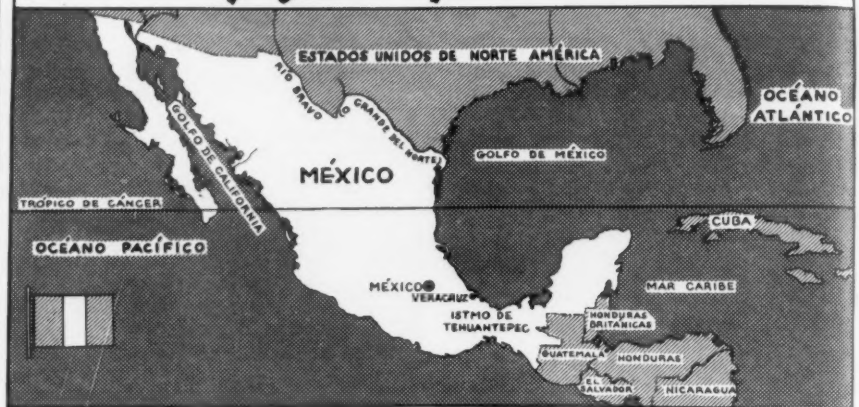 ESTADOS UNIDOS DE NORTE AMÉRICA
RÍO BRAVO
(O GRANDE DEL NORTE)
OCÉANO
ATLÁNTICO
GOLFO DE CALIFORNIA
GOLFO DE MÉXICO
MÉXICO
TRÓPICO DE CÁNCER
CUBA
OCÉANO PACÍFICO
MÉXICO
VERACRUZ
MAR CARIBE
ISTMO DE
TEHUANTEPEC
HONDURAS
BRITÁNICAS
GUATEMALA
HONDURAS
EL
SALVADOR
NICARAGUA